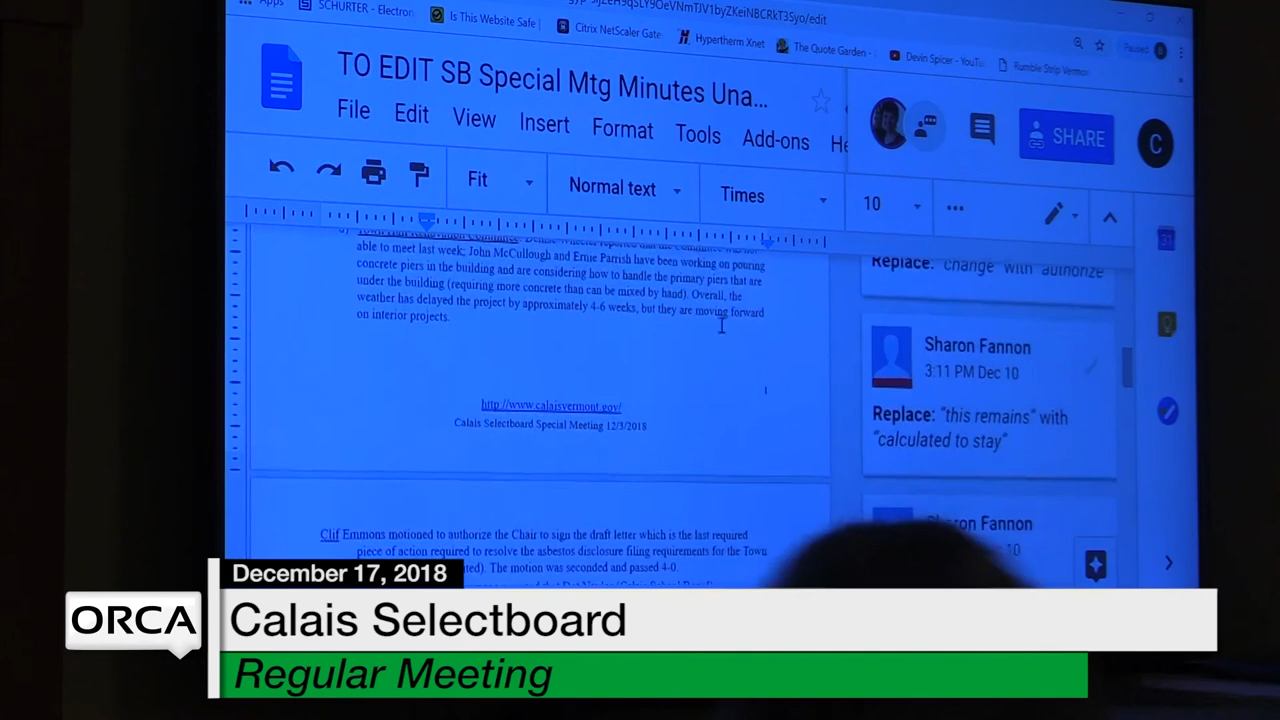 Apps
SCHURTER - Electron
Is This Website Safe |
Citrix NetScaler Gate
Hypertherm Xnet
The Quote Garden -
Devin Spicer - YouTu
Rumble Strip Vermo
Paused
TO EDIT SB Special Mtg Minutes Una...
File Edit View Insert Format Tools Add-ons He
SHARE
C
Fit
Normal text
Times
10
...
able to meet last week; John McCullough and Ernie Parrish have been working on pouring
concrete piers in the building and are considering how to handle the primary piers that are
under the building (requiring more concrete than can be mixed by hand). Overall, the
weather has delayed the project by approximately 4-6 weeks, but they are moving forward
on interior projects.
1
http://www.calaisvermont.gov/
Calais Selectboard Special Meeting 12/3/2018
Clif Emmons motioned to authorize the Chair to sign the draft letter which is the last required
piece of action required to resolve the asbestos disclosure filing requirements for the Town
The motion was seconded and passed 4-0.
Replace: "change with authorize
Sharon Fannon
3:11 PM Dec 10
Replace: "this remains" with
"calculated to stay"
Sharon Fannon
10
31
December 17, 2018
ORCA
Calais Selectboard
Regular Meeting